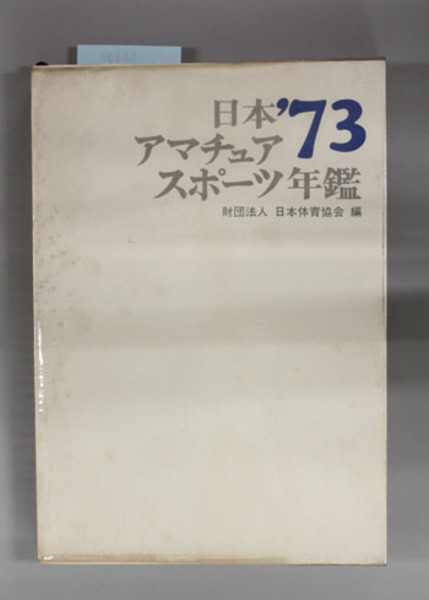 日本'73
アマチュア
スポーツ年鑑
財団法人 日本体育協会 編